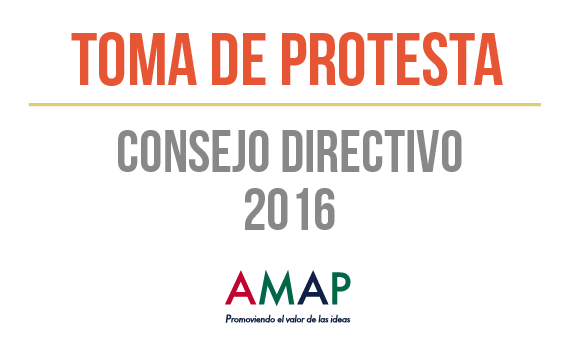 TOMA DE PROTESTA
CONSEJO DIRECTIVO
2016
AMAP
Promoviendo el valor de las ideas